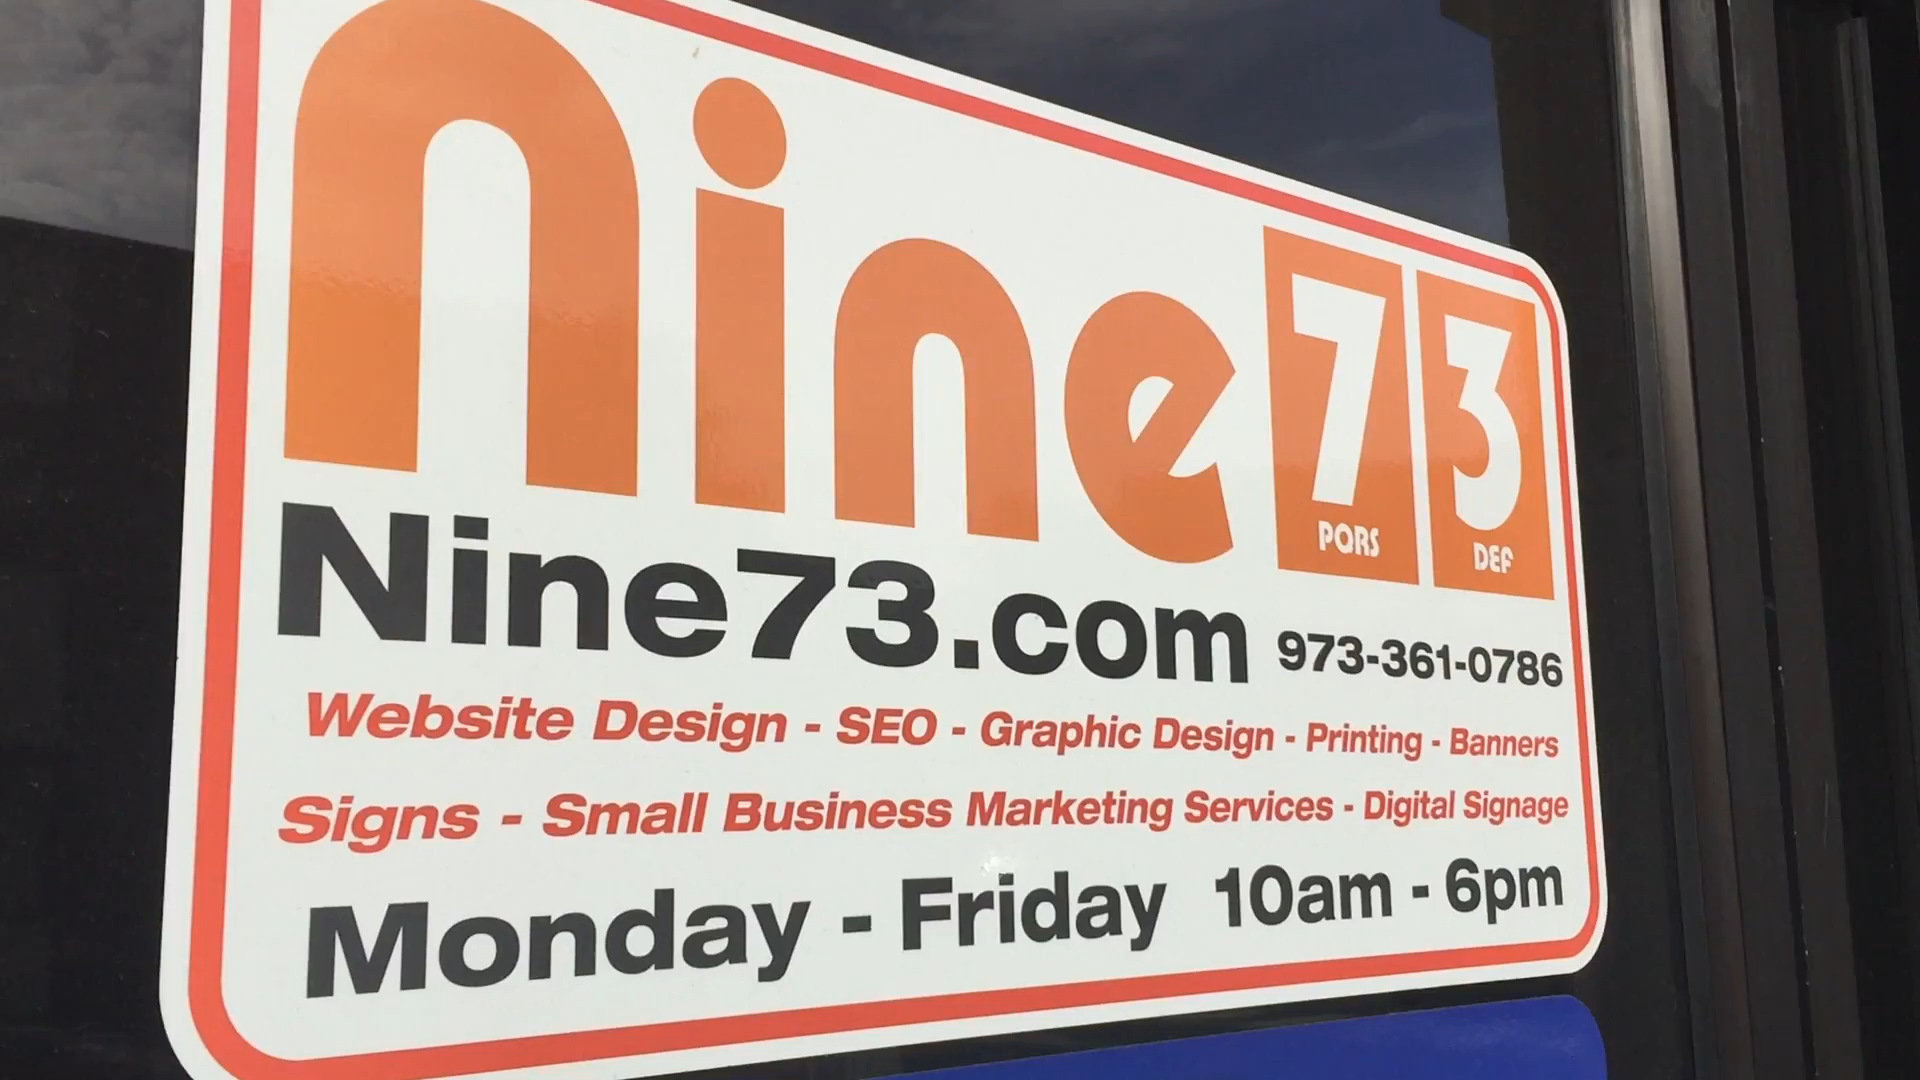 nine73
PQRS DEF
Nine73.com 973-361-0786
Website Design - SEO - Graphic Design - Printing - Banners
Signs - Small Business Marketing Services - Digital Signage
Monday - Friday 10am - 6pm